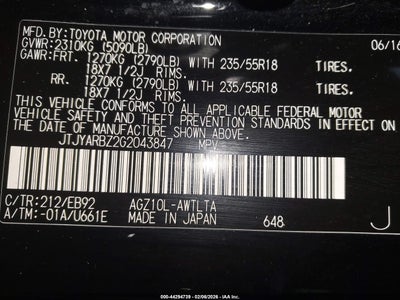 MFD.BY:TOYOTA MOTOR CORPORATION
06/16
GVWR:2310KG (5090LB)
GAWR:FRT. 1270KG (2790LB) WITH 235/55R18 TIRES.
18X7 1/2J RIMS.
RR. 1270KG (2790LB) WITH 235/55R18 TIRES.
18X7 1/2J RIMS.
THIS VEHICLE CONFORMS TO ALL APPLICABLE FEDERAL MOTOR
VEHICLE SAFETY AND THEFT PREVENTION STANDARDS IN EFFECT ON
THE DATE OF MANUFACTURE SHOWN ABOVE.
JTJYARBZ2G2043847 MPV
C/TR:212/EB92 AGZ10L-AWTLTA
A/TM:-01A/U661E MADE IN JAPAN 648 J
000-44294739 - 02/06/2026 - IAA Inc.